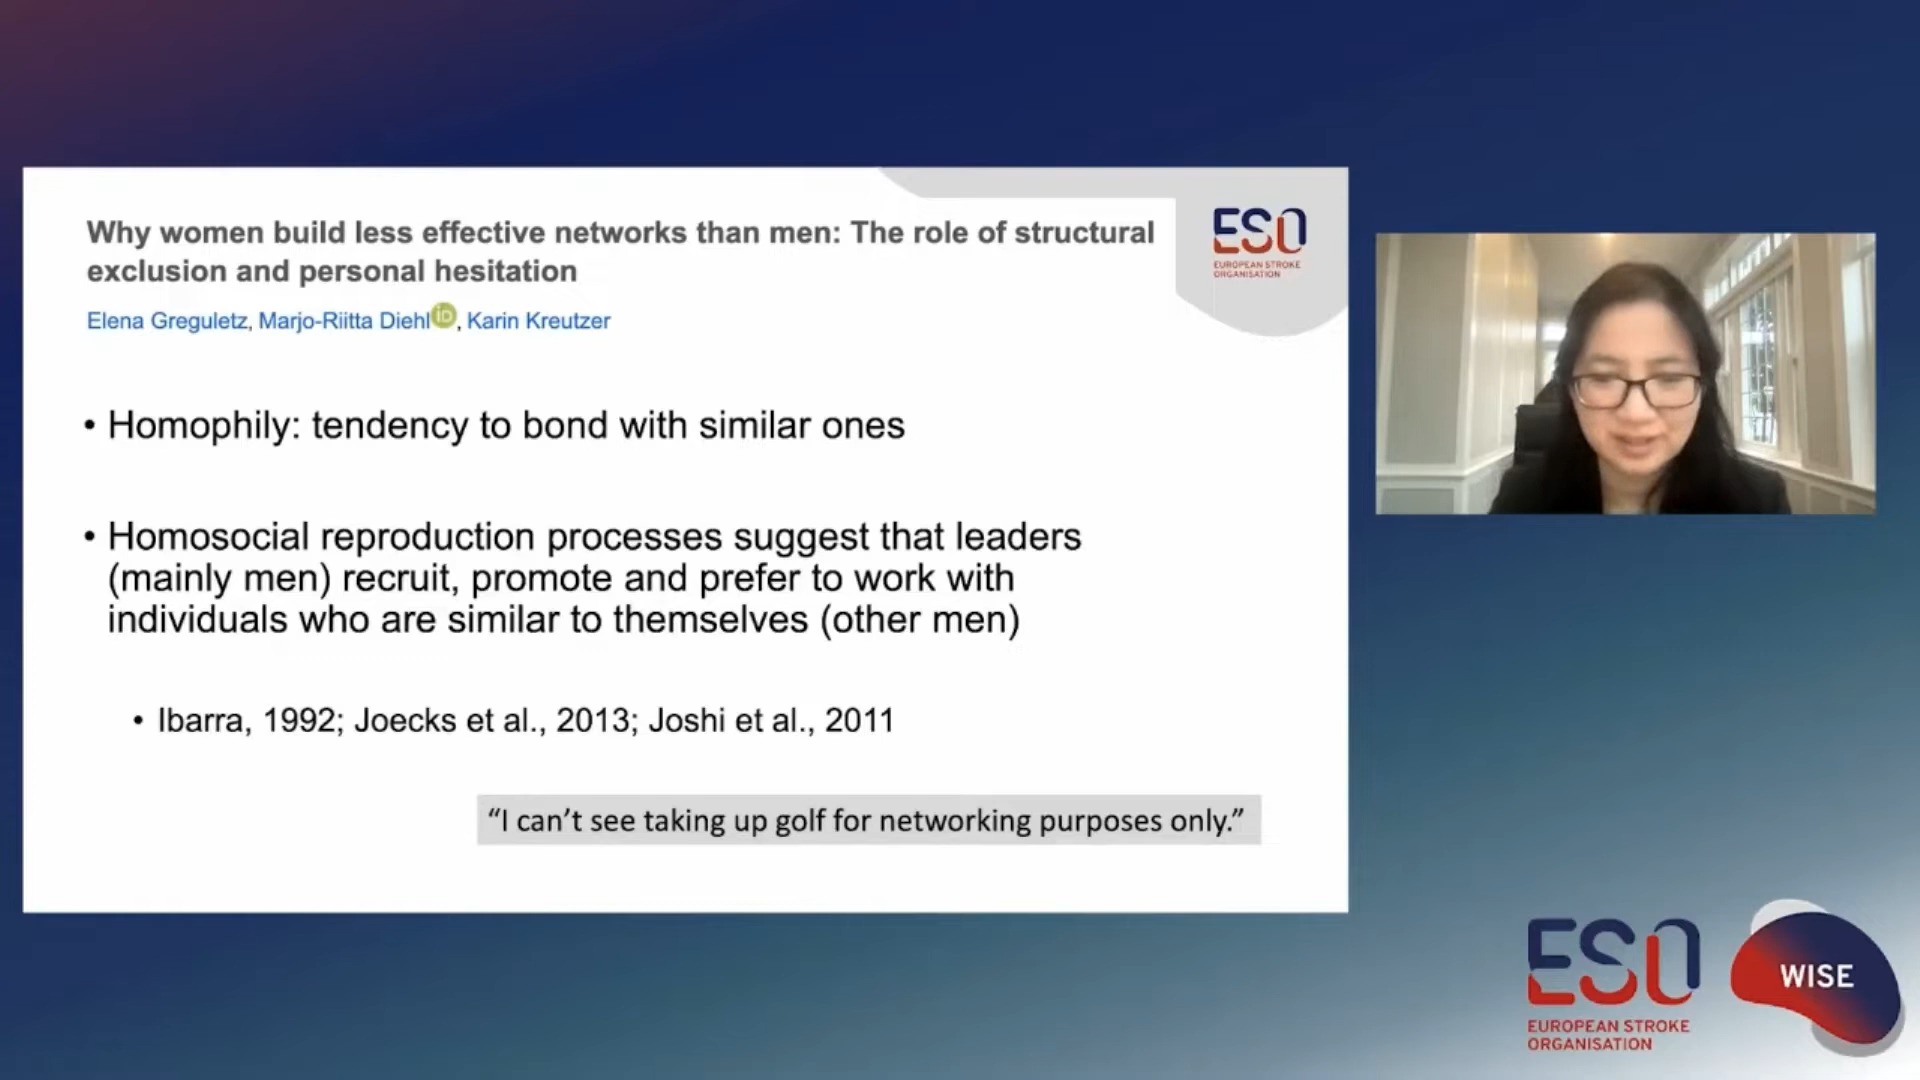 Why women build less effective networks than men: The role of structural
exclusion and personal hesitation
Elena Greguletz, Marjo-Riitta Diehl iD, Karin Kreutzer
ESO
EUROPEAN STROKE
ORGANISATION
• Homophily: tendency to bond with similar ones
• Homosocial reproduction processes suggest that leaders
(mainly men) recruit, promote and prefer to work with
individuals who are similar to themselves (other men)
• Ibarra, 1992; Joecks et al., 2013; Joshi et al., 2011
“I can’t see taking up golf for networking purposes only.”
ESO
EUROPEAN STROKE
ORGANISATION
WISE